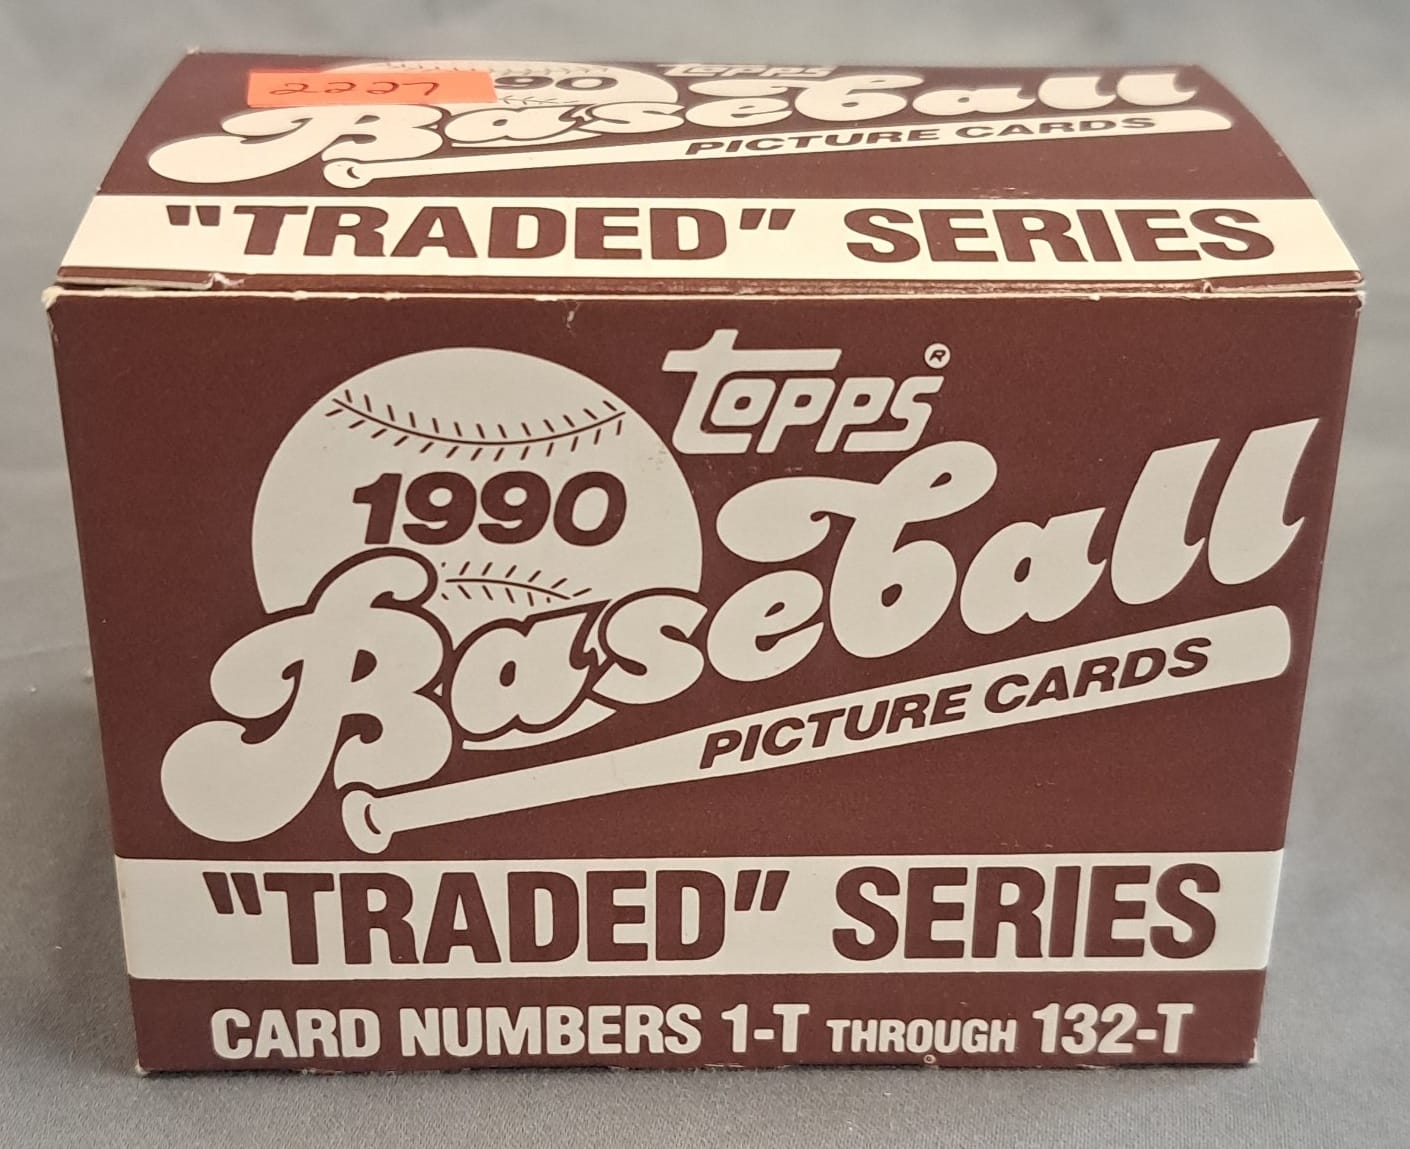 2227
90
Topps
Baseball
PICTURE CARDS
"TRADED" SERIES
Topps®
1990
Baseball
PICTURE CARDS
"TRADED" SERIES
CARD NUMBERS 1-T THROUGH 132-T